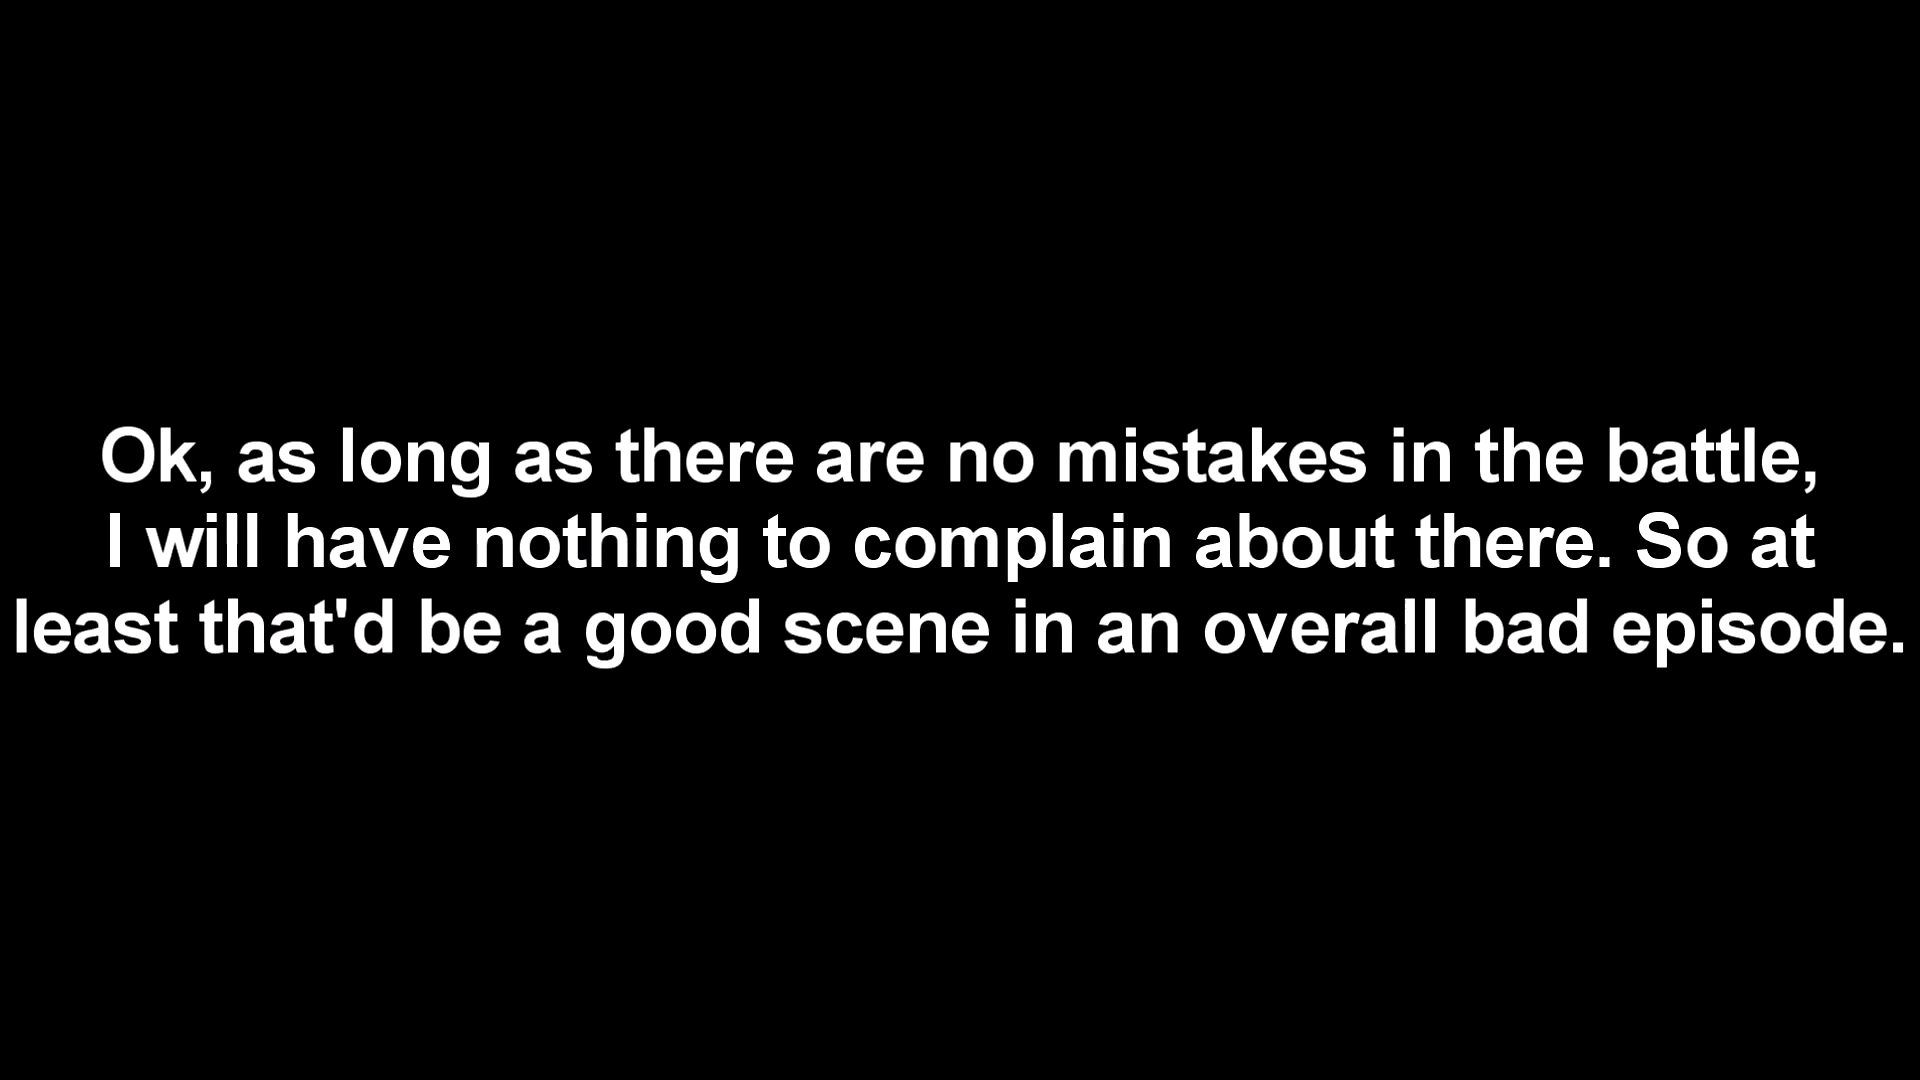 Ok, as long as there are no mistakes in the battle,
I will have nothing to complain about there. So at
least that'd be a good scene in an overall bad episode.